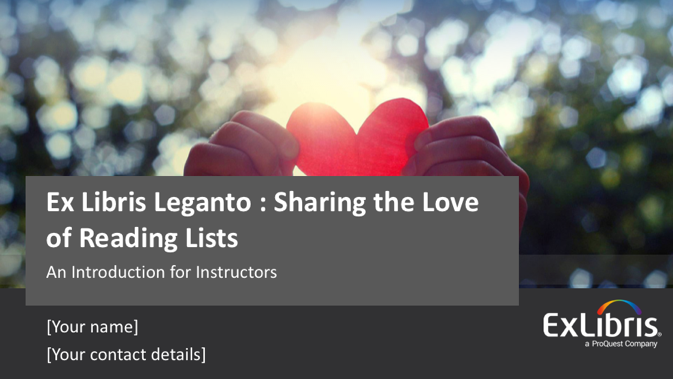 Ex Libris Leganto : Sharing the Love
of Reading Lists
An Introduction for Instructors
[Your name]
[Your contact details]
ExLibris®
a ProQuest Company